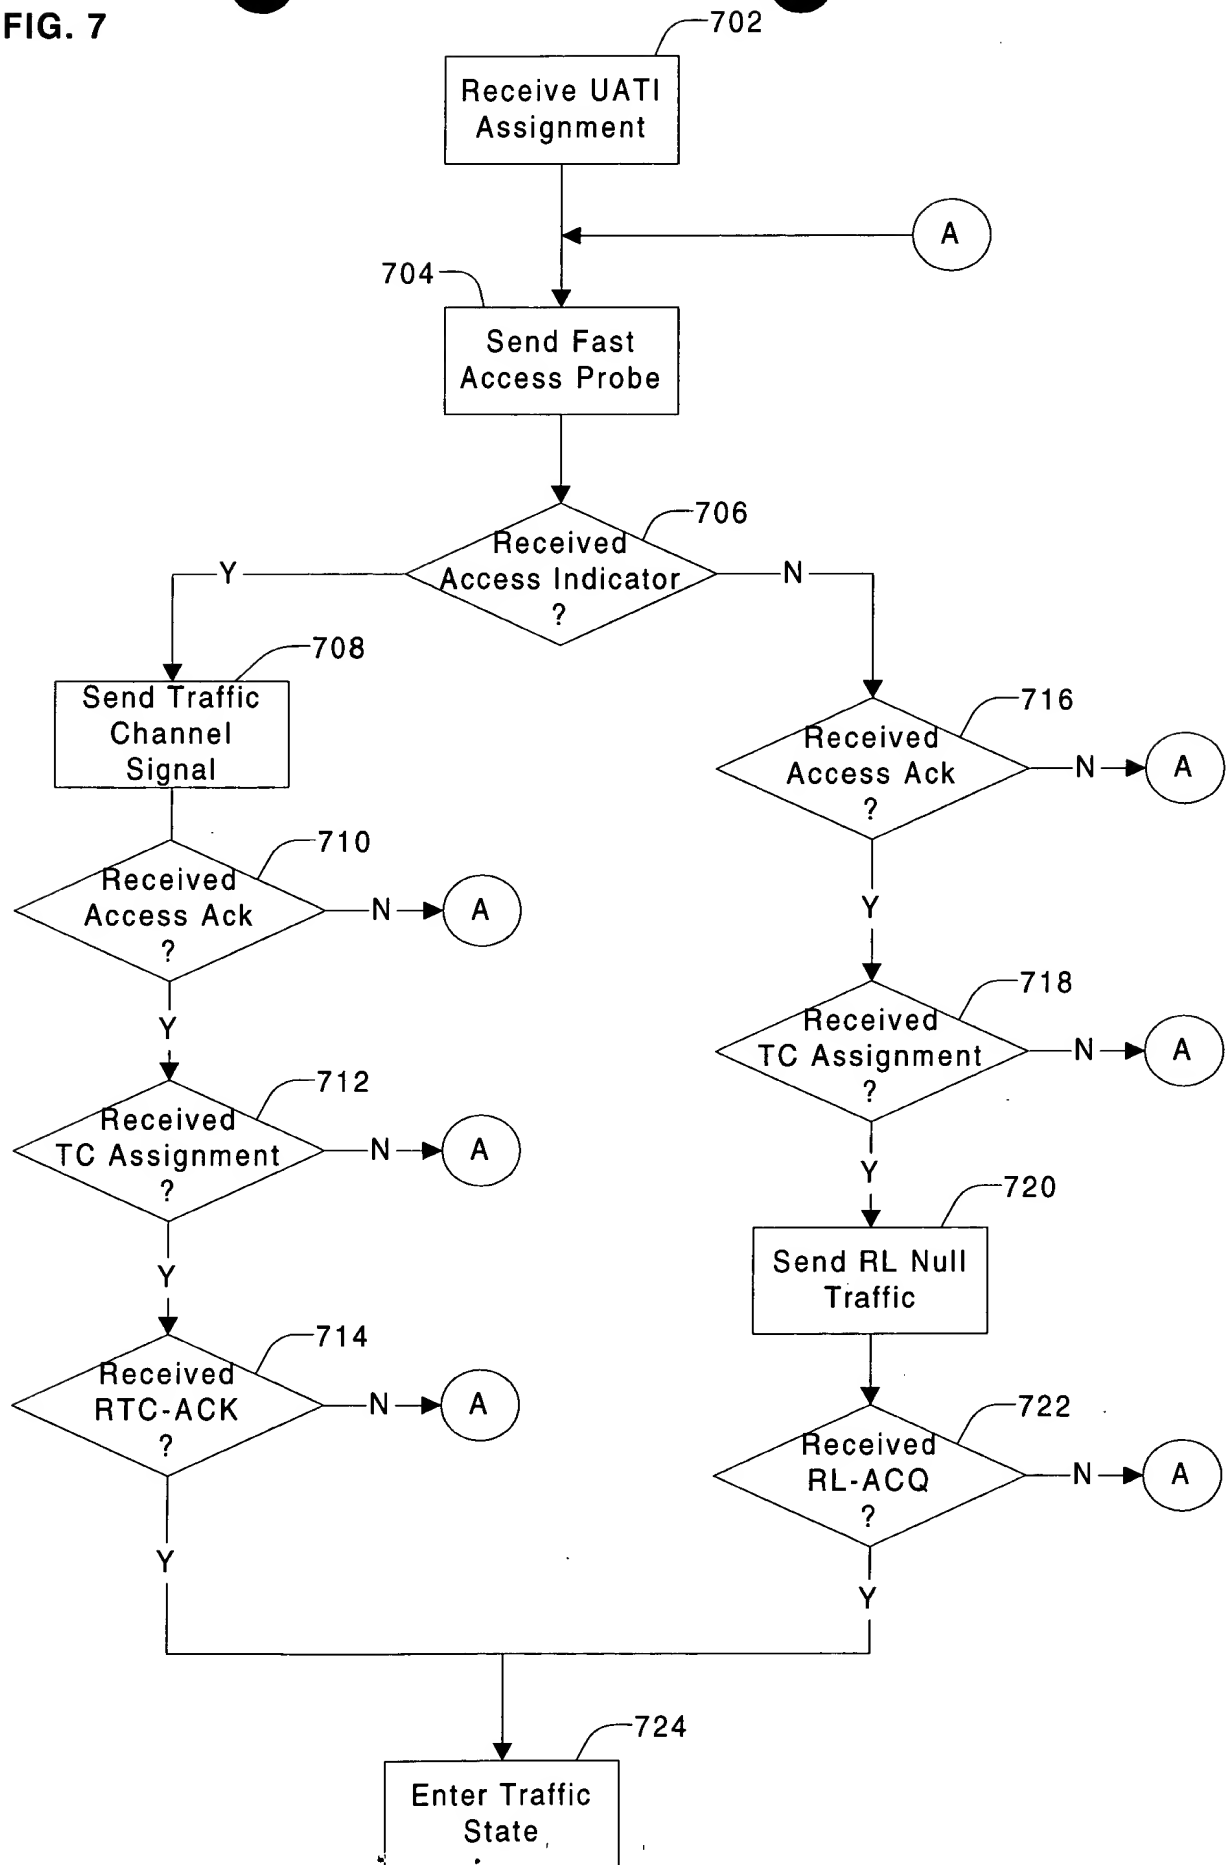 FIG. 7
702
Receive UATI
Assignment
A
704
Send Fast
Access Probe
706
Received
Access Indicator
?
Y
N
708
Send Traffic
Channel
Signal
716
Received
Access Ack
?
N
A
710
Received
Access Ack
?
N
A
Y
Y
718
Received
TC Assignment
?
N
A
712
Received
TC Assignment
?
N
A
Y
Y
720
Send RL Null
Traffic
714
Received
RTC-ACK
?
N
A
722
Received
RL-ACQ
?
N
A
Y
Y
724
Enter Traffic
State